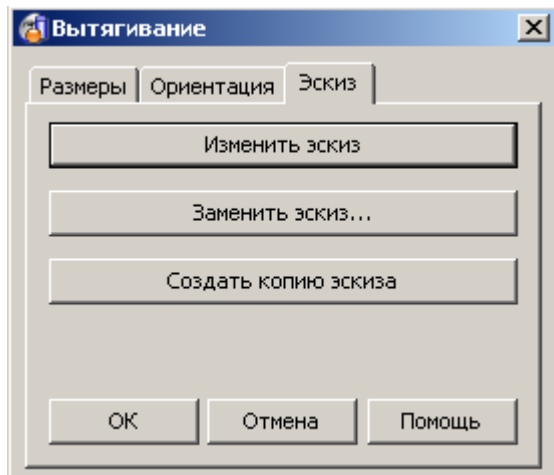 Вытягивание
Размеры Ориентация Эскиз
Изменить эскиз
Заменить эскиз...
Создать копию эскиза
ОК Отмена Помощь